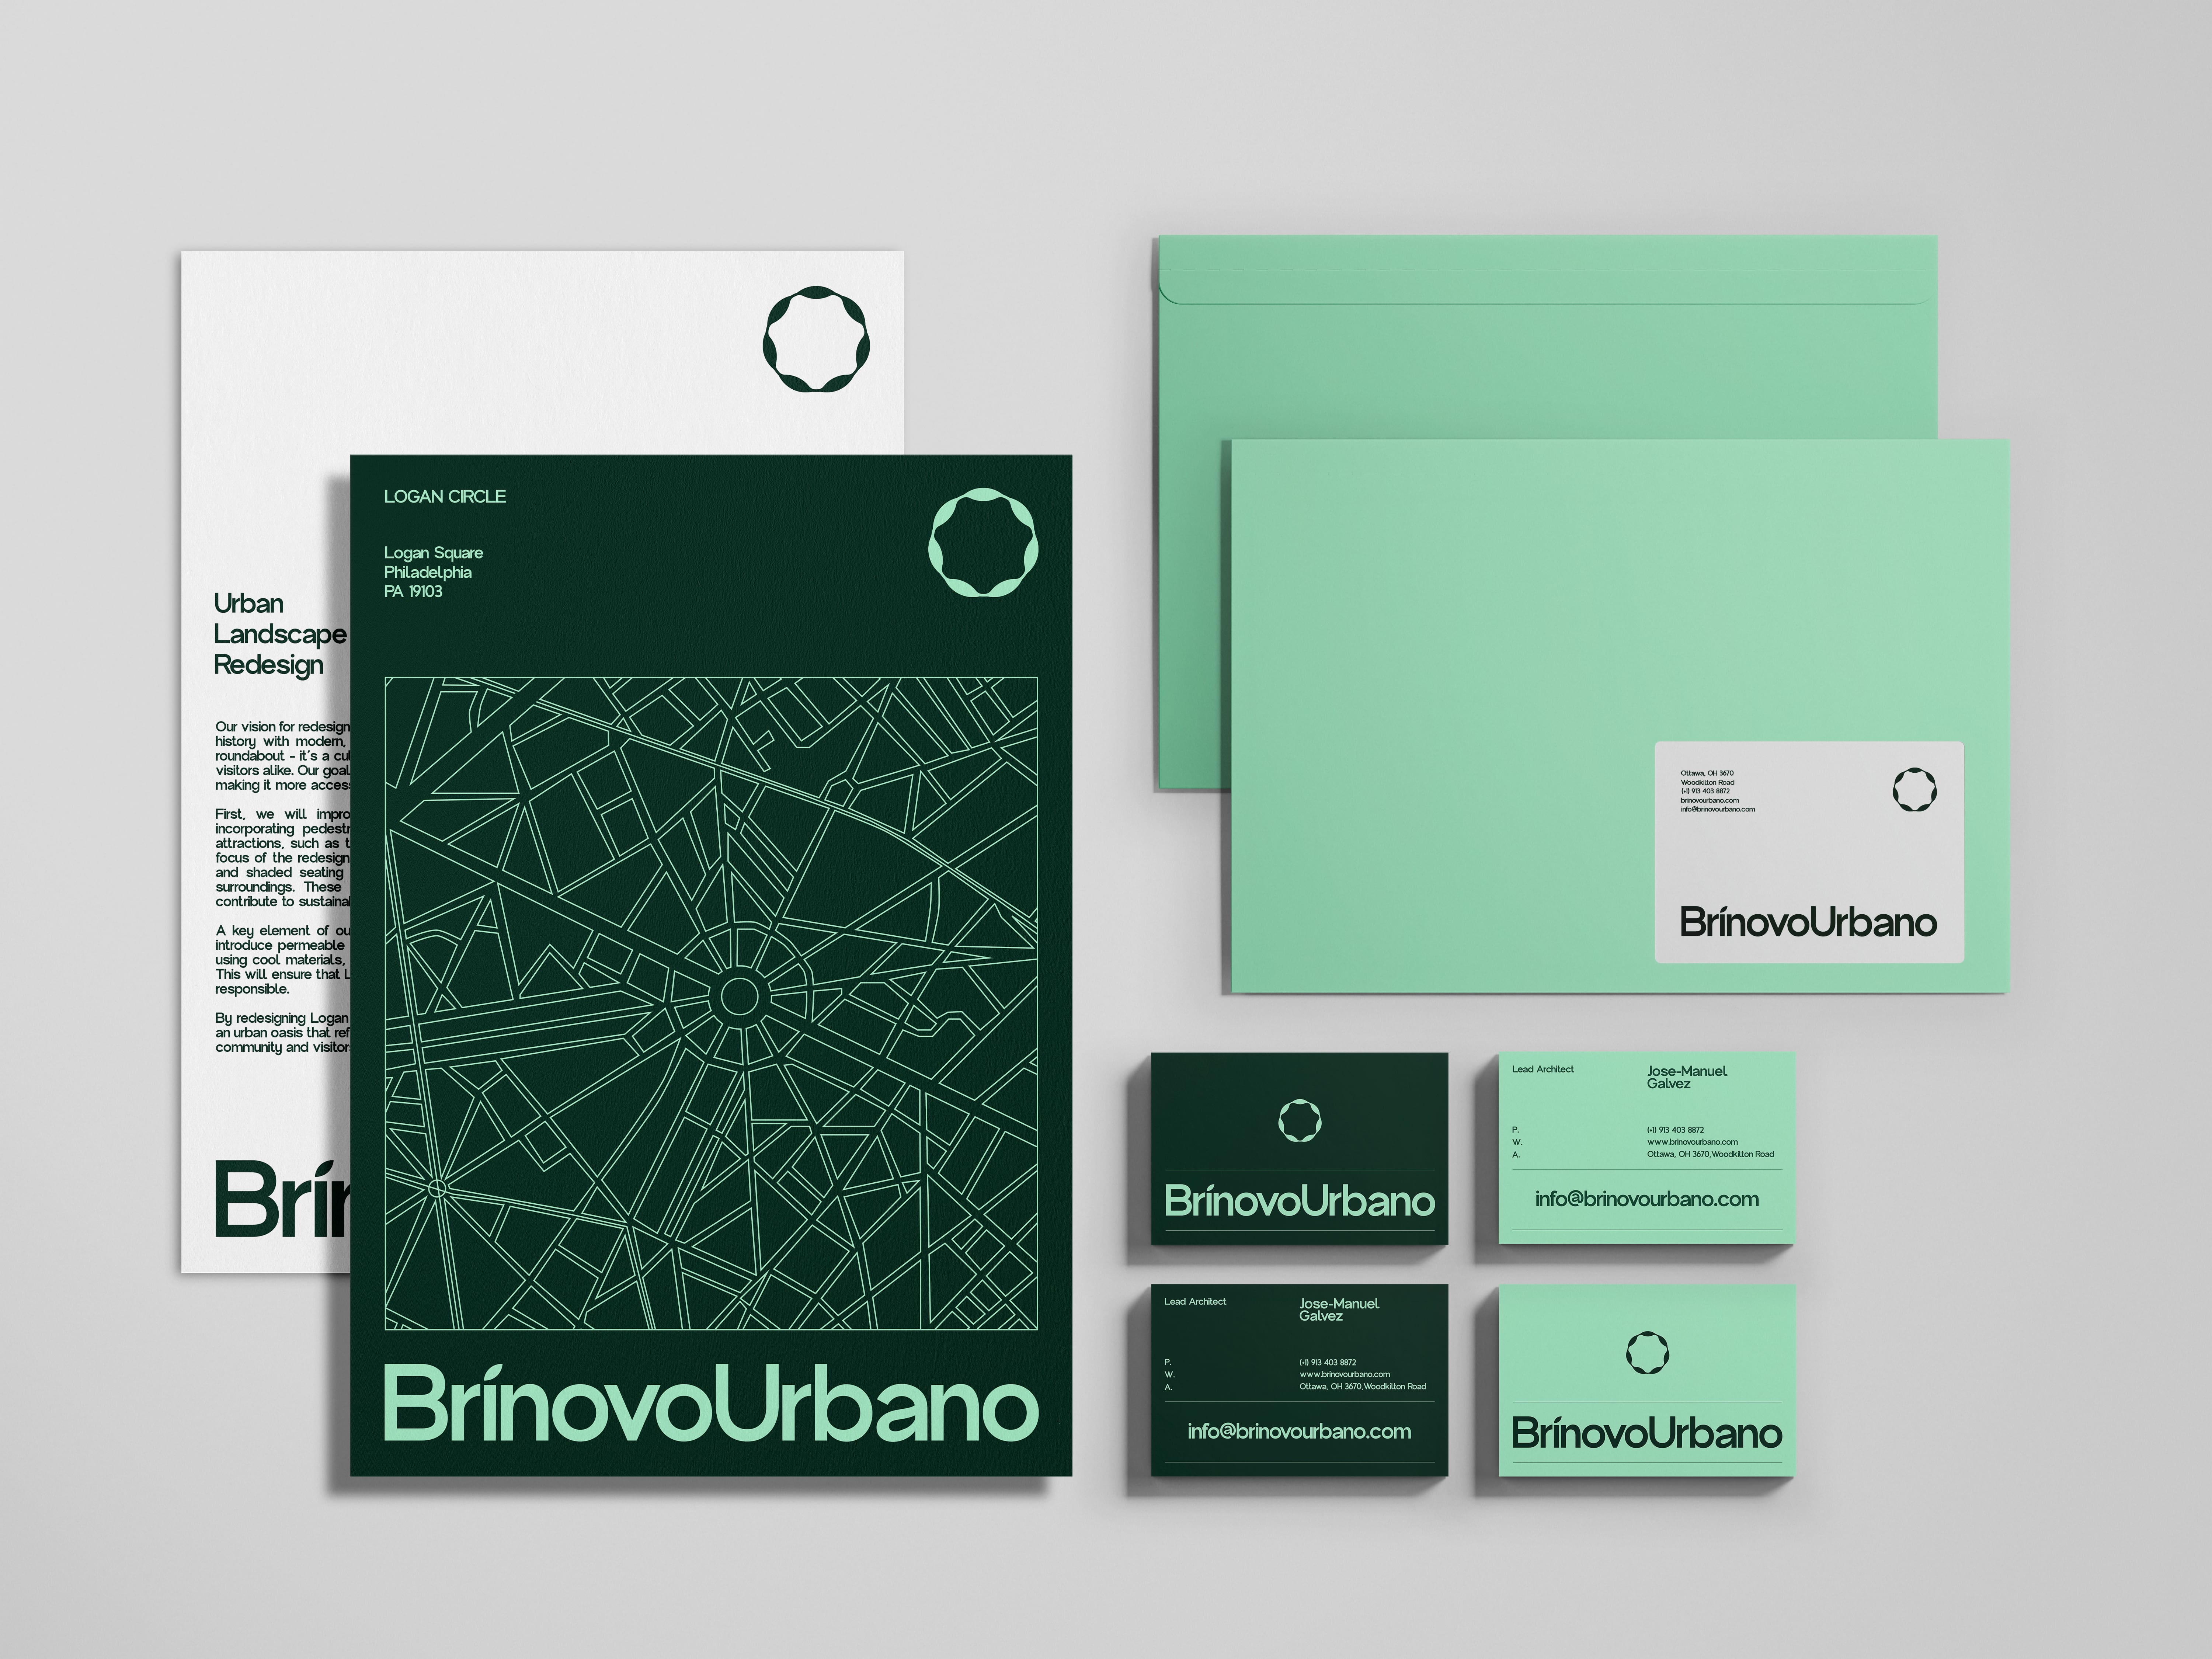 Urban
Landscape
Redesign
Our vision for redesign
history with modern,
roundabout - it's a cul
visitors alike. Our goal
making it more access
First, we will impro
incorporating pedestr
attractions, such as t
focus of the redesign
and shaded seating
surroundings. These
contribute to sustainal
A key element of ou
introduce permeable
using cool materials,
This will ensure that L
responsible.
By redesigning Logan
an urban oasis that ref
community and visitors
Brín
LOGAN CIRCLE
Logan Square
Philadelphia
PA 19103
BrínovoUrbano
Ottawa, OH 3670
Woodkilton Road
(+1) 913 403 8872
brinovourbano.com
info@brinovourbano.com
BrínovoUrbano
BrínovoUrbano
Lead Architect
Jose-Manuel
Galvez
P. (+1) 913 403 8872
W. www.brinovourbano.com
A. Ottawa, OH 3670,Woodkilton Road
info@brinovourbano.com
Lead Architect
Jose-Manuel
Galvez
P. (+1) 913 403 8872
W. www.brinovourbano.com
A. Ottawa, OH 3670,Woodkilton Road
info@brinovourbano.com
BrínovoUrbano